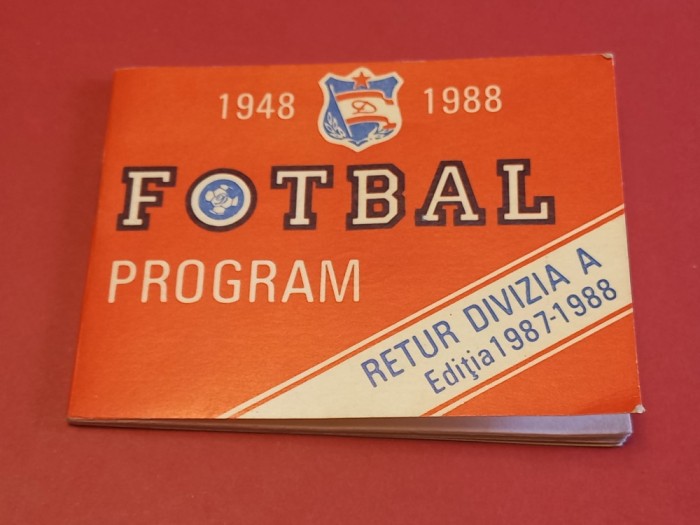 1948 D 1988
FOTBAL
PROGRAM
RETUR DIVIZIA A
Ediţia 1987-1988